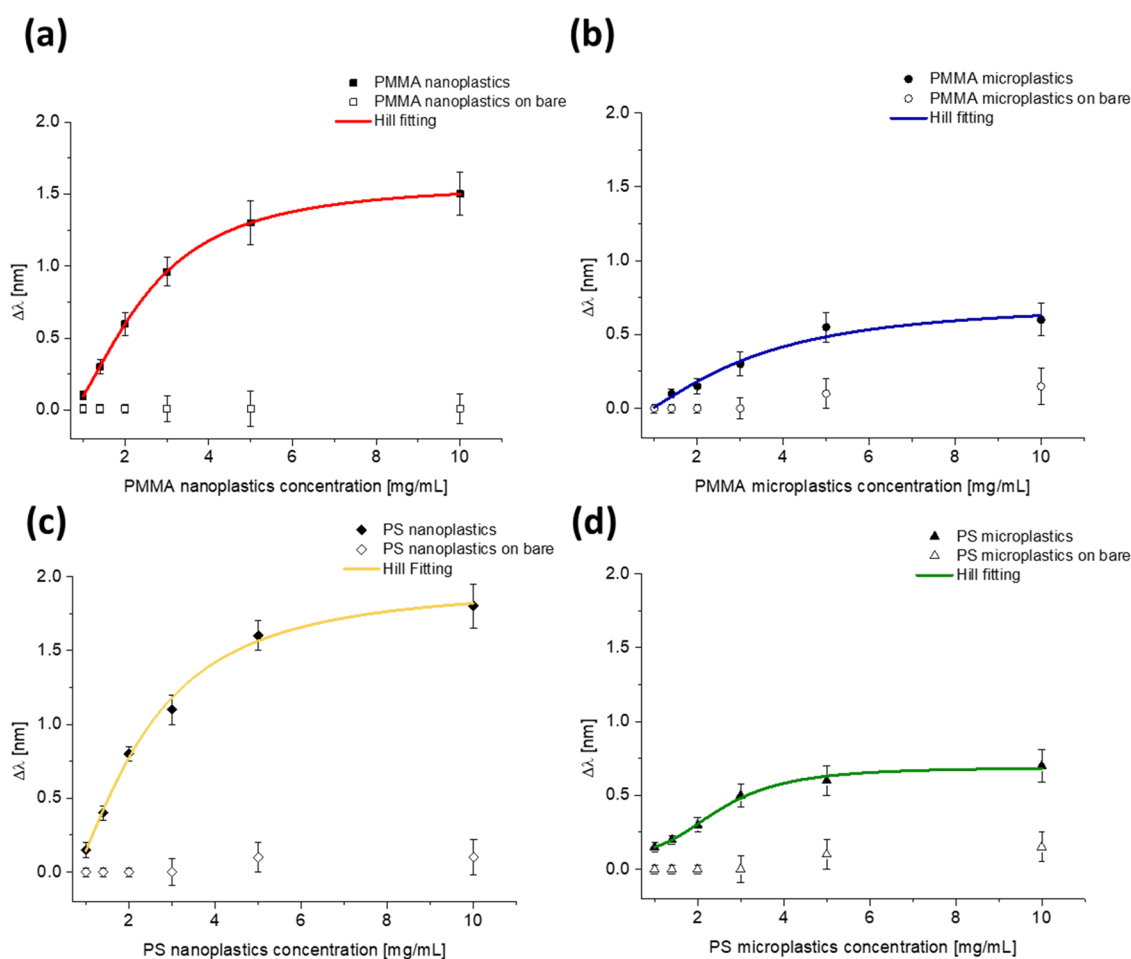 (a)
PMMA nanoplastics
PMMA nanoplastics on bare
Hill fitting
2.0
1.5
1.0
0.5
0.0
Δλ [nm]
2 4 6 8 10
PMMA nanoplastics concentration [mg/mL]
(b)
PMMA microplastics
PMMA microplastics on bare
Hill fitting
2.0
1.5
1.0
0.5
0.0
Δλ [nm]
2 4 6 8 10
PMMA microplastics concentration [mg/mL]
(c)
PS nanoplastics
PS nanoplastics on bare
Hill Fitting
2.0
1.5
1.0
0.5
0.0
Δλ [nm]
2 4 6 8 10
PS nanoplastics concentration [mg/mL]
(d)
PS microplastics
PS microplastics on bare
Hill fitting
2.0
1.5
1.0
0.5
0.0
Δλ [nm]
2 4 6 8 10
PS microplastics concentration [mg/mL]